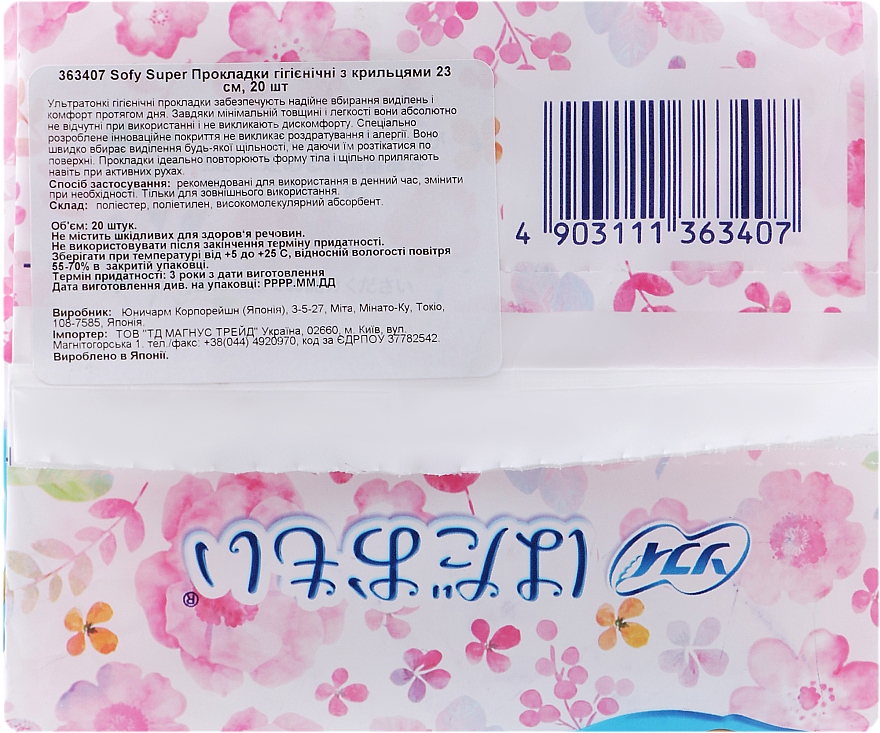 363407 Sofy Super Прокладки гігієнічні з крильцями 23
см, 20 шт
Ультратонкі гігієнічні прокладки забезпечують надійне вбирання виділень і
комфорт протягом дня. Завдяки мінімальній товщині і легкості вони абсолютно
не відчутні при використанні і не викликають дискомфорту. Спеціально
розроблене інноваційне покриття не викликає роздратування і алергії. Воно
швидко вбирає виділення будь-якої щільності, не даючи їм розтікатися по
поверхні. Прокладки ідеально повторюють форму тіла і щільно прилягають
навіть при активних рухах.
Спосіб застосування: рекомендовані для використання в денний час, змінити
при необхідності. Тільки для зовнішнього використання.
Склад: поліестер, поліетилен, високомолекулярний абсорбент.
Об'єм: 20 штук.
Не містить шкідливих для здоров'я речовин.
Не використовувати після закінчення терміну придатності.
Зберігати при температурі від +5 до +25 С, відносній вологості повітря
55-70% в закритій упаковці.
Термін придатності: 3 роки з дати виготовлення
Дата виготовлення див. на упаковці: РРРР.ММ.ДД
Виробник: Юнічарм Корпорейшн (Японія), 3-5-27, Міта, Мінато-Ку, Токіо,
108-7585, Японія.
Імпортер: ТОВ "ТД МАГНУС ТРЕЙД" Україна, 02660, м. Київ, вул.
Магнітогорська 1. тел./факс: +38(044) 4920970, код за ЄДРПОУ 37782542.
Вироблено в Японії.
4 903111 363407
ソフィ はだおもい®